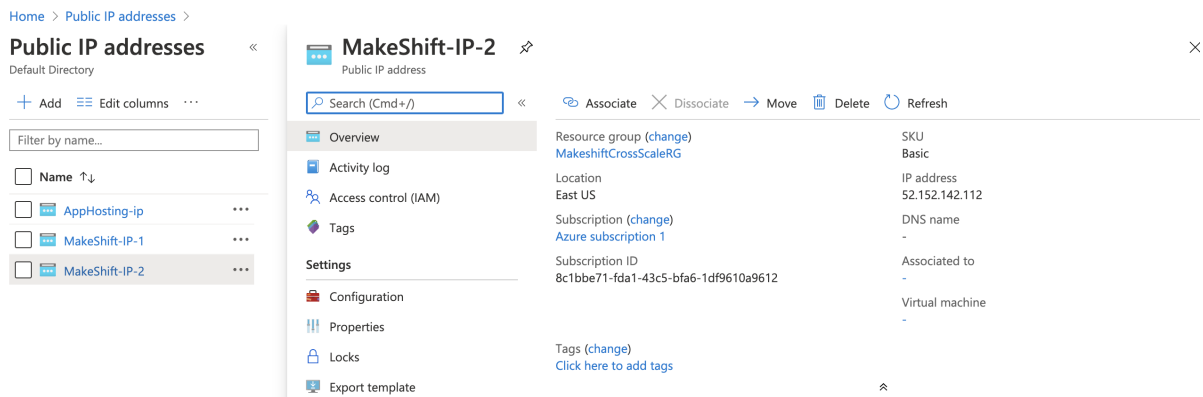 Home > Public IP addresses >
Public IP addresses «
Default Directory
Add Edit columns ...
Filter by name...
Name ↑↓
AppHosting-ip ...
MakeShift-IP-1 ...
MakeShift-IP-2 ...
MakeShift-IP-2
Public IP address
Search (Cmd+/) «
Overview
Activity log
Access control (IAM)
Tags
Settings
Configuration
Properties
Locks
Export template
Associate Dissociate Move Delete Refresh
Resource group (change)
MakeshiftCrossScaleRG
Location
East US
Subscription (change)
Azure subscription 1
Subscription ID
8c1bbe71-fda1-43c5-bfa6-1df9610a9612
SKU
Basic
IP address
52.152.142.112
DNS name
-
Associated to
-
Virtual machine
-
Tags (change)
Click here to add tags